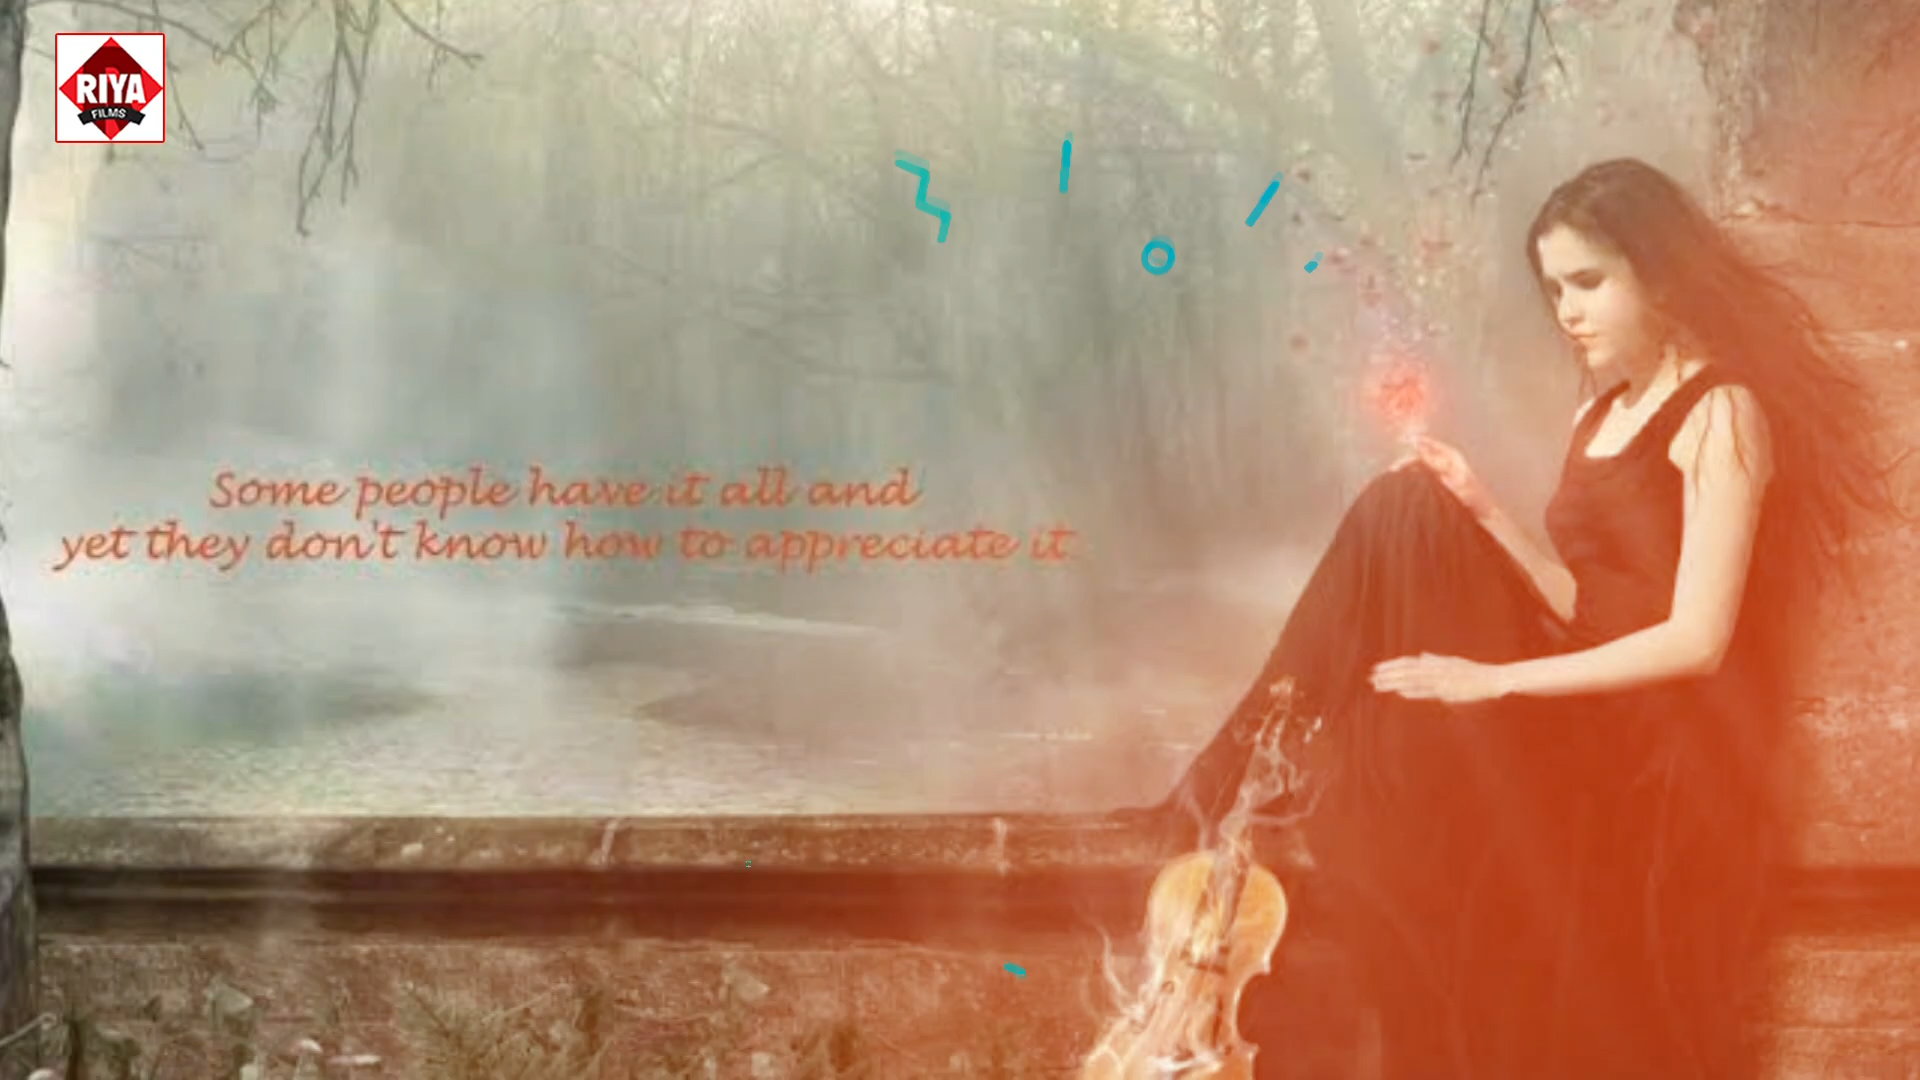 RIYA
FILMS
Some people have it all and
yet they don't know how to appreciate it